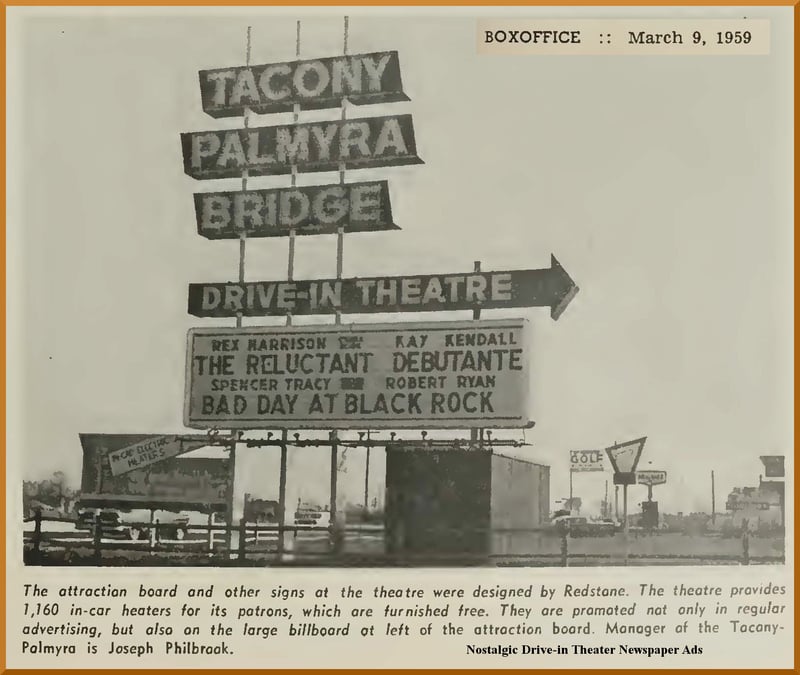 BOXOFFICE :: March 9, 1959
TACONY
PALMYRA
BRIDGE
DRIVE-IN THEATRE
REX HARRISON KAY KENDALL
THE RELUCTANT DEBUTANTE
SPENCER TRACY ROBERT RYAN
BAD DAY AT BLACK ROCK
ELECTRIC
HEATERS
GOLF
The attraction board and other signs at the theatre were designed by Redstone. The theatre provides
1,160 in-car heaters for its patrons, which are furnished free. They are promoted not only in regular
advertising, but also on the large billboard at left of the attraction board. Manager of the Tacony-
Palmyra is Joseph Philbrook.
Nostalgic Drive-in Theater Newspaper Ads